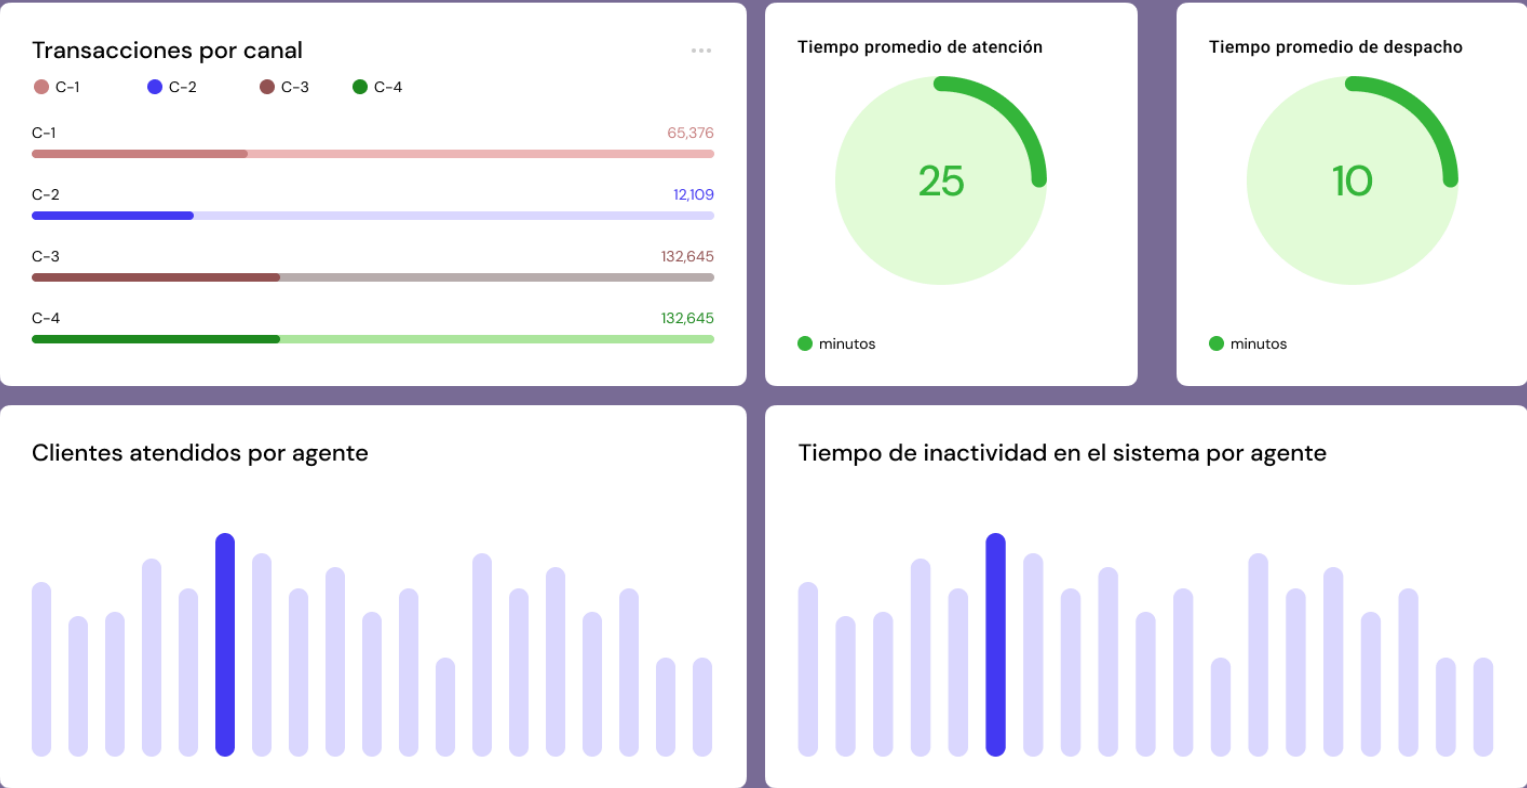 Transacciones por canal
C-1 C-2 C-3 C-4
C-1 65,376
C-2 12,109
C-3 132,645
C-4 132,645
Tiempo promedio de atención
25
minutos
Tiempo promedio de despacho
10
minutos
Clientes atendidos por agente
Tiempo de inactividad en el sistema por agente